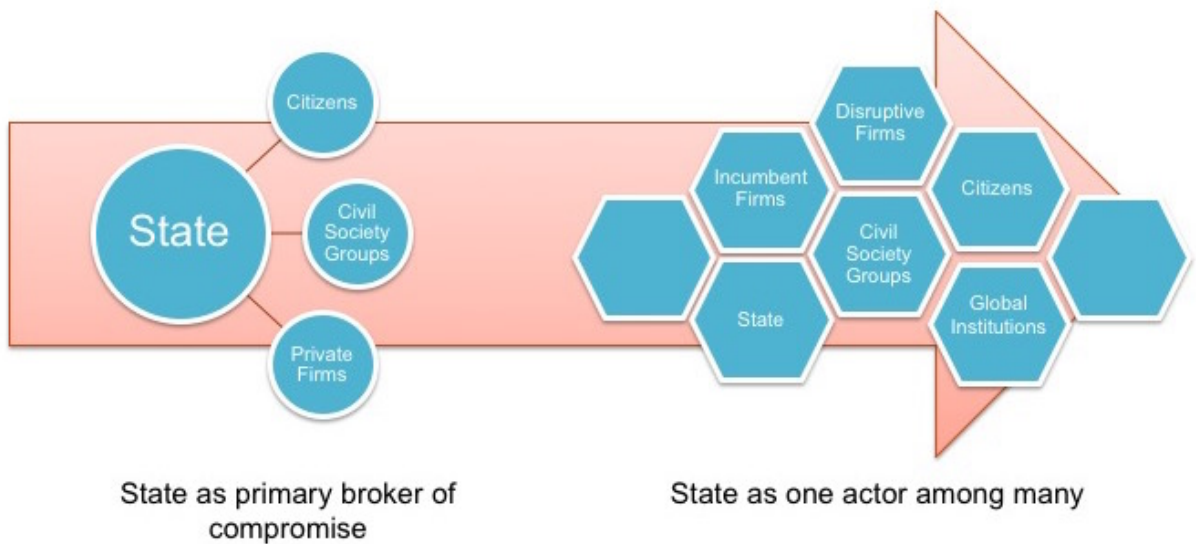 Citizens
State
Civil
Society
Groups
Private
Firms
State as primary broker of
compromise
Disruptive
Firms
Incumbent
Firms
Citizens
Civil
Society
Groups
State
Global
Institutions
State as one actor among many